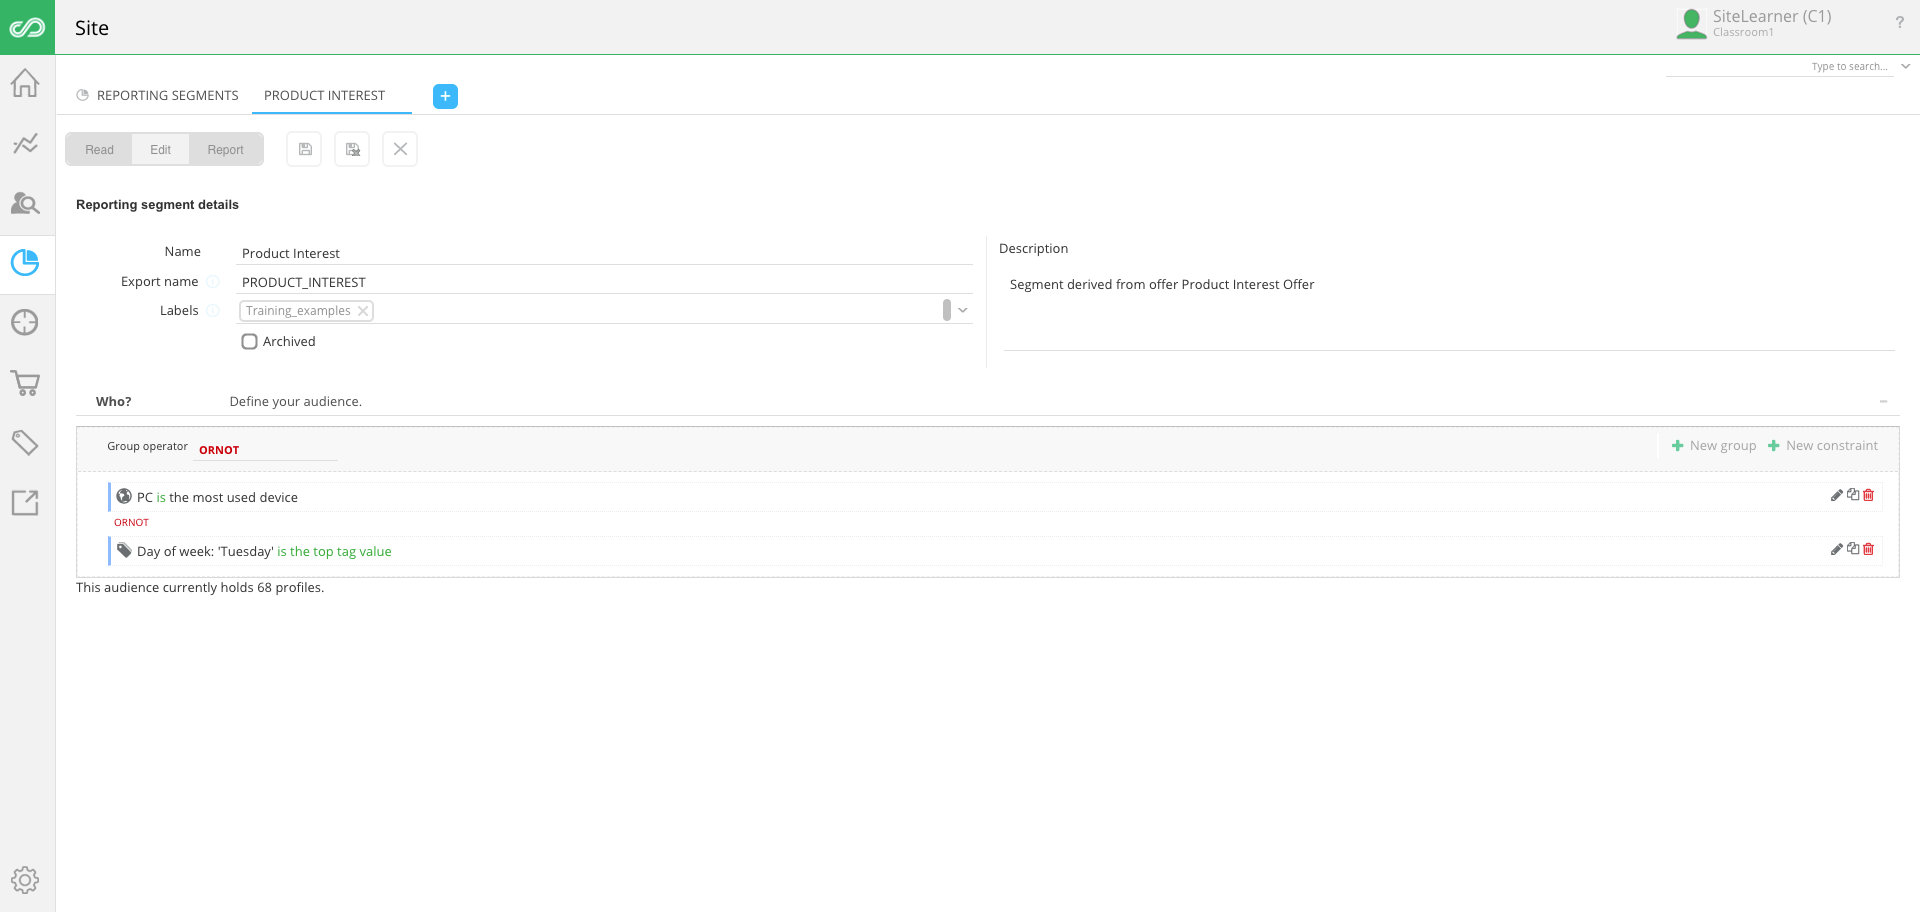 Site
SiteLearner (C1)
Classroom1
?
Type to search...
REPORTING SEGMENTS
PRODUCT INTEREST
+
Read
Edit
Report
Reporting segment details
Name
Product Interest
Export name
PRODUCT_INTEREST
Labels
Training_examples
Archived
Description
Segment derived from offer Product Interest Offer
Who?
Define your audience.
Group operator
ORNOT
New group
New constraint
PC is the most used device
ORNOT
Day of week: 'Tuesday' is the top tag value
This audience currently holds 68 profiles.